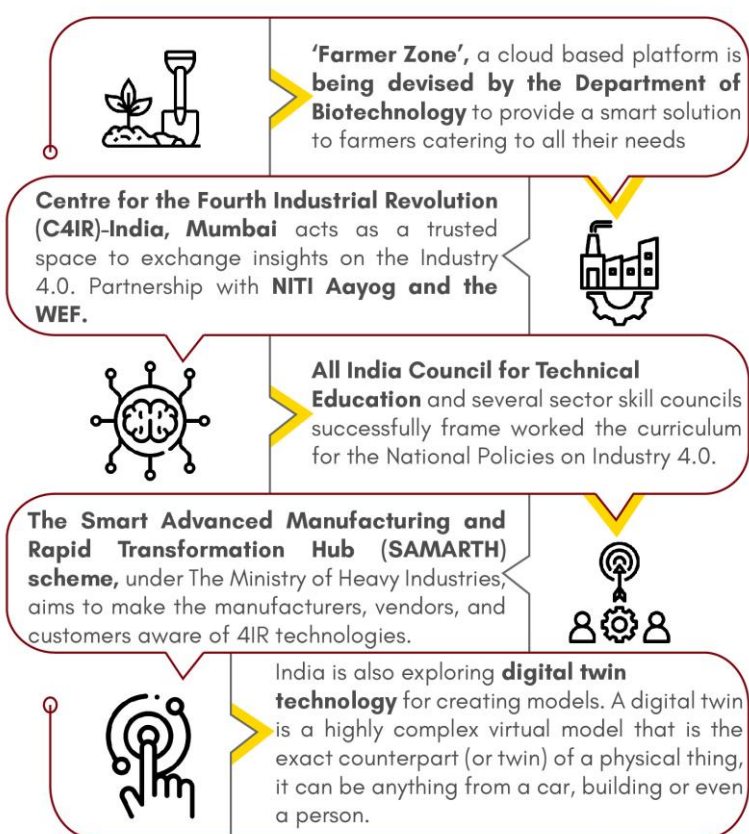 ‘Farmer Zone’, a cloud based platform is
being devised by the Department of
Biotechnology to provide a smart solution
to farmers catering to all their needs
Centre for the Fourth Industrial Revolution
(C4IR)-India, Mumbai acts as a trusted
space to exchange insights on the Industry
4.0. Partnership with NITI Aayog and the
WEF.
All India Council for Technical
Education and several sector skill councils
successfully frame worked the curriculum
for the National Policies on Industry 4.0.
The Smart Advanced Manufacturing and
Rapid Transformation Hub (SAMARTH)
scheme, under The Ministry of Heavy Industries,
aims to make the manufacturers, vendors, and
customers aware of 4IR technologies.
India is also exploring digital twin
technology for creating models. A digital twin
is a highly complex virtual model that is the
exact counterpart (or twin) of a physical thing,
it can be anything from a car, building or even
a person.